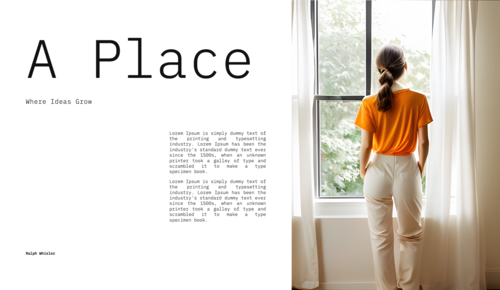 A Place
Where Ideas Grow
Lorem Ipsum is simply dummy text of
the printing and typesetting
industry. Lorem Ipsum has been the
industry's standard dummy text ever
since the 1500s, when an unknown
printer took a galley of type and
scrambled it to make a type
specimen book.
Lorem Ipsum is simply dummy text of
the printing and typesetting
industry. Lorem Ipsum has been the
industry's standard dummy text ever
since the 1500s, when an unknown
printer took a galley of type and
scrambled it to make a type
specimen book.